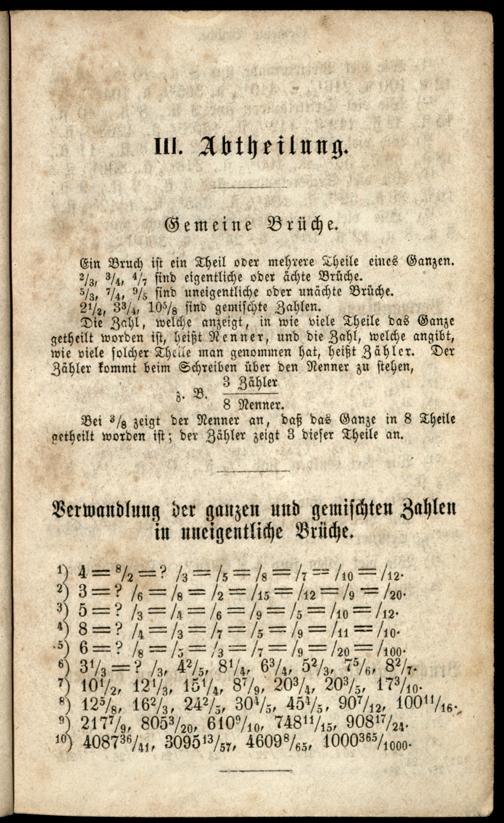 III. Abtheilung.
Gemeine Brüche.
Ein Bruch ist ein Theil oder mehrere Theile eines Ganzen.
2/3, 3/4, 4/7 sind eigentliche oder ächte Brüche.
5/3, 7/4, 9/5 sind uneigentliche oder unächte Brüche.
2 1/2, 3 3/4, 10 5/8 sind gemischte Zahlen.
Die Zahl, welche anzeigt, in wie viele Theile das Ganze
getheilt worden ist, heißt Nenner, und die Zahl, welche angibt,
wie viele solcher Theile man genommen hat, heißt Zähler. Der
Zähler kommt beim Schreiben über den Nenner zu stehen,
z. B. 3 Zähler
8 Nenner.
Bei 3/8 zeigt der Nenner an, daß das Ganze in 8 Theile
getheilt worden ist; der Zähler zeigt 3 dieser Theile an.
Verwandlung der ganzen und gemischten Zahlen
in uneigentliche Brüche.
1) 4 = 8/2 = ? /3 = /5 = /8 = /7 = /10 = /12.
2) 3 = ? /6 = /8 = /2 = /15 = /12 = /9 = /20.
3) 5 = ? /3 = /4 = /6 = /9 = /5 = /10 = /12.
4) 8 = ? /4 = /3 = /7 = /5 = /9 = /11 = /10.
5) 6 = ? /8 = /5 = /3 = /7 = /9 = /20 = /100.
6) 3 1/3 = ? /3, 4 2/5, 8 1/4, 6 3/4, 5 2/3, 7 5/6, 8 2/7.
7) 10 1/2, 12 1/3, 15 1/4, 8 7/9, 20 3/4, 20 3/5, 17 3/10.
8) 12 5/8, 16 2/3, 24 2/5, 30 4/5, 45 4/5, 90 7/12, 100 11/16.
9) 217 7/9, 805 3/20, 610 9/10, 748 11/15, 908 17/24.
10) 4087 36/41, 3095 13/57, 4609 8/65, 1000 365/1000.